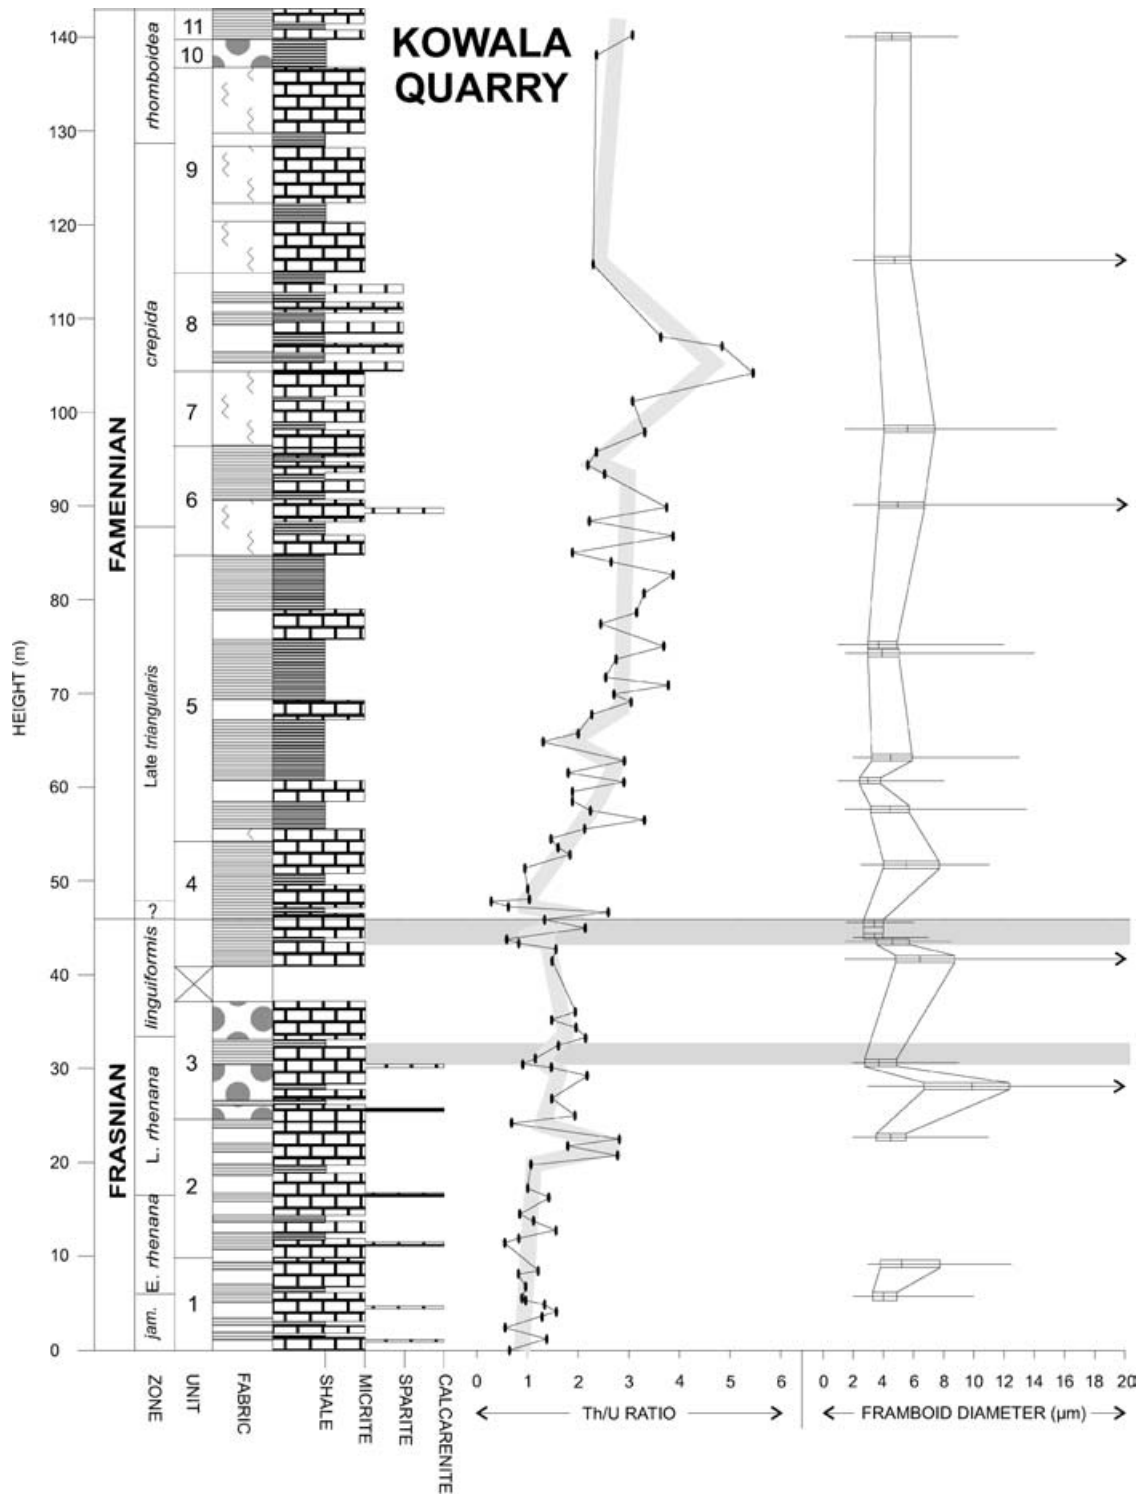 KOWALA
QUARRY
140
130
120
110
100
90
80
70
60
50
40
30
20
10
0
HEIGHT (m)
FAMENNIAN
FRASNIAN
rhomboidea
crepida
Late triangularis
?
linguiformis
L. rhenana
E. rhenana
jam.
11
10
9
8
7
6
5
4
3
2
1
ZONE
UNIT
FABRIC
SHALE
MICRITE
SPARITE
CALCARENITE
0 1 2 3 4 5 6
Th/U RATIO
0 2 4 6 8 10 12 14 16 18 20
FRAMBOID DIAMETER (µm)